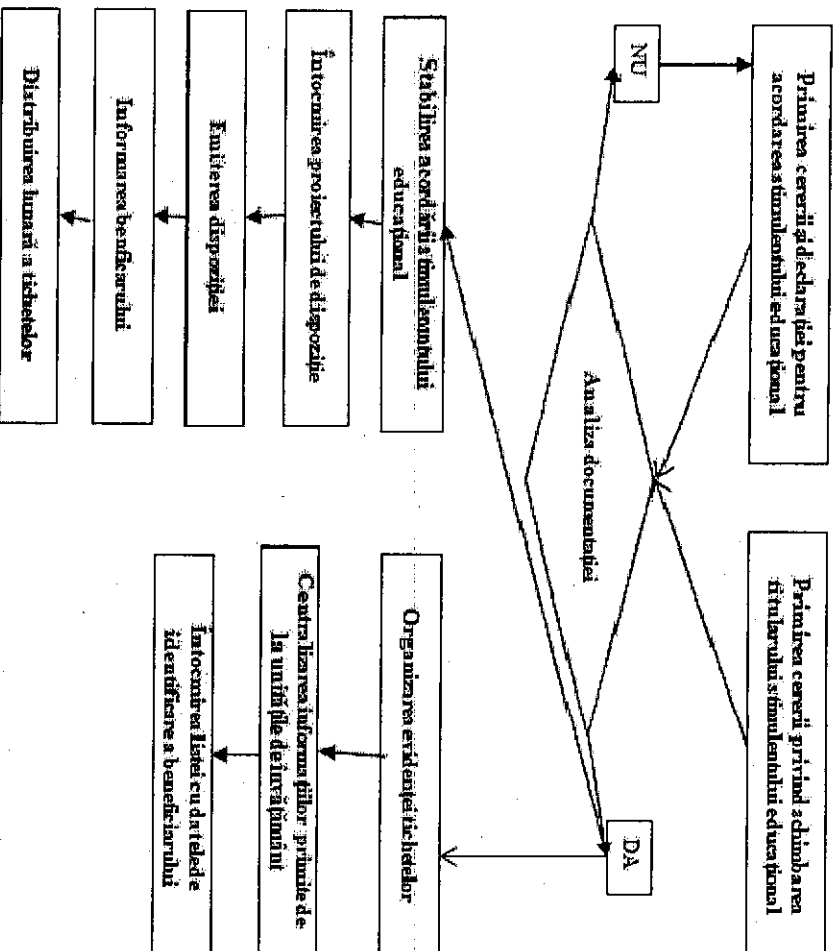 Primirea cererii și declarației pentru
acordarea stimulentului educațional
Primirea cererii privind schimbarea
titularului stimulentului educațional
NU
Analiza documentației
DA
Stabilirea acordării stimulentului
educațional
Organizarea evidenței tichetelor
Întocmirea proiectului de dispoziție
Centralizarea informațiilor primite de
la unitățile de învățământ
Emiterea dispoziției
Întocmirea listei cu datele de
identificare a beneficiarului
Informarea benficarului
Distribuirea lunară a tichetelor